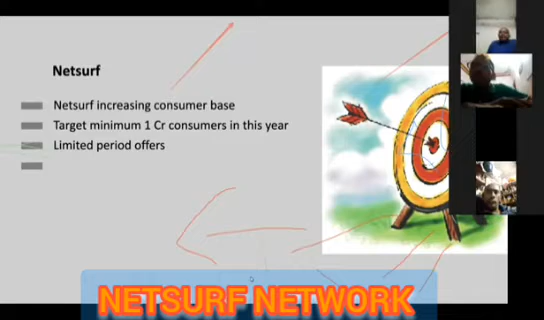 Netsurf
Netsurf increasing consumer base
Target minimum 1 Cr consumers in this year
Limited period offers
NETSURF NETWORK